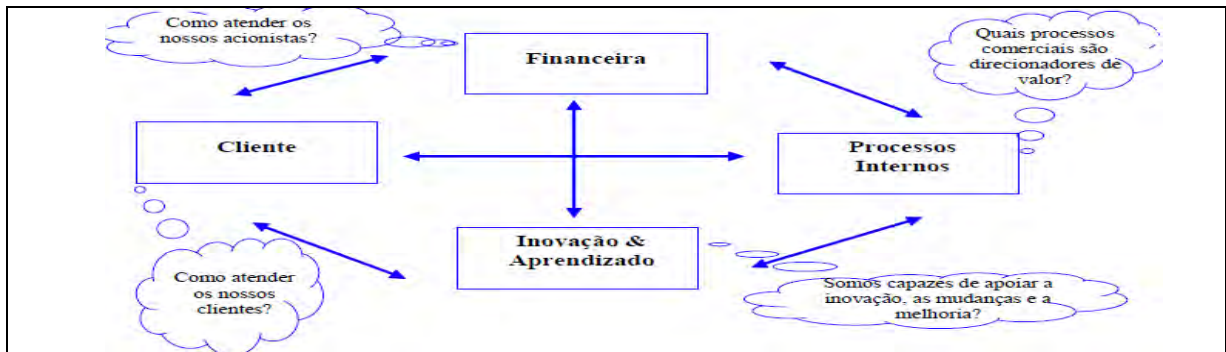 Como atender os
nossos acionistas?
Financeira
Quais processos
comerciais são
direcionadores de
valor?
Cliente
Processos
Internos
Inovação &
Aprendizado
Como atender
os nossos
clientes?
Somos capazes de apoiar a
inovação, as mudanças e a
melhoria?